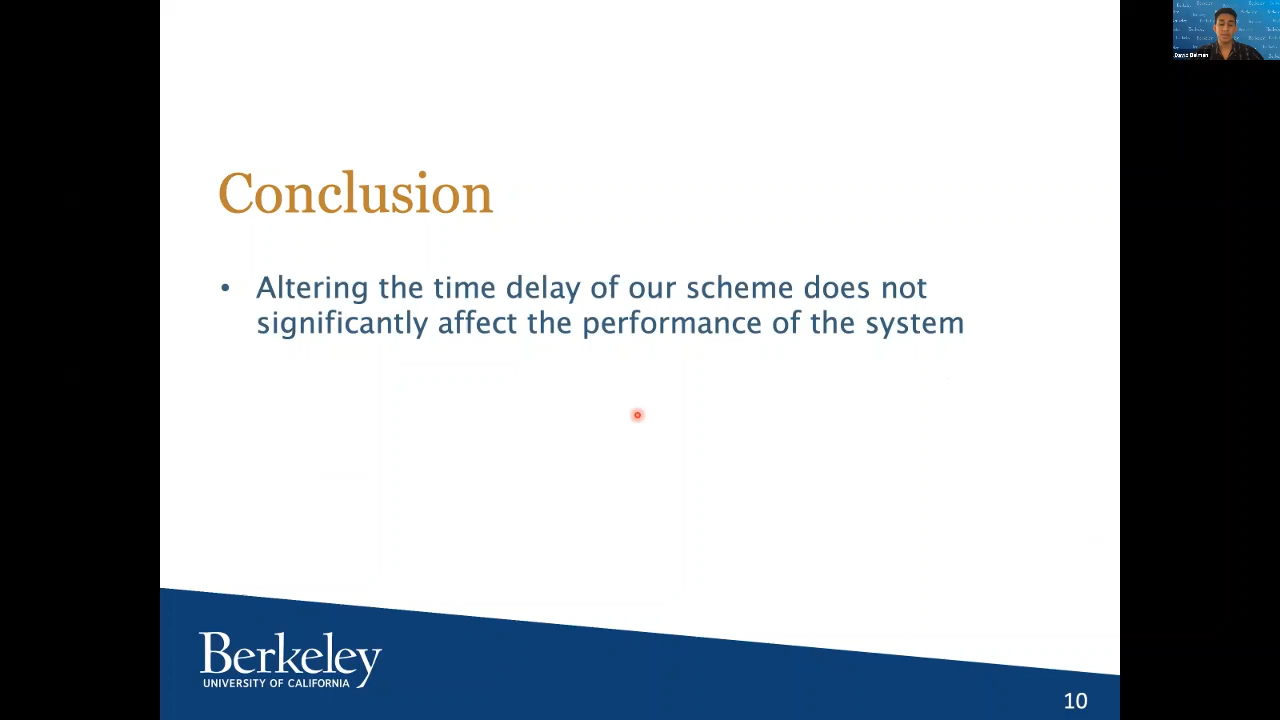 Conclusion
• Altering the time delay of our scheme does not
significantly affect the performance of the system
Berkeley
UNIVERSITY OF CALIFORNIA
10